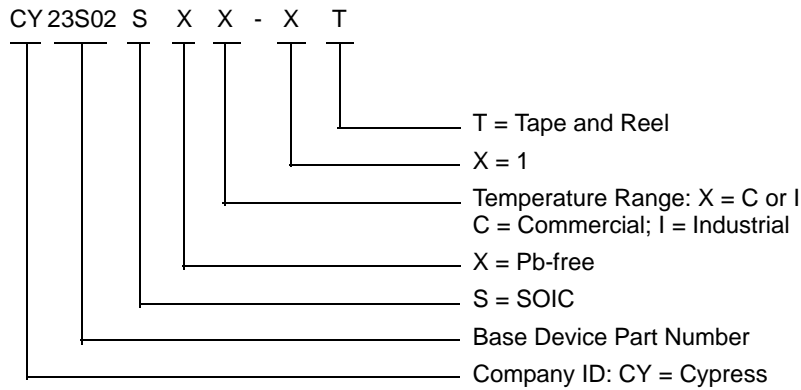 CY 23S02 S X X - X T
T = Tape and Reel
X = 1
Temperature Range: X = C or I
C = Commercial; I = Industrial
X = Pb-free
S = SOIC
Base Device Part Number
Company ID: CY = Cypress